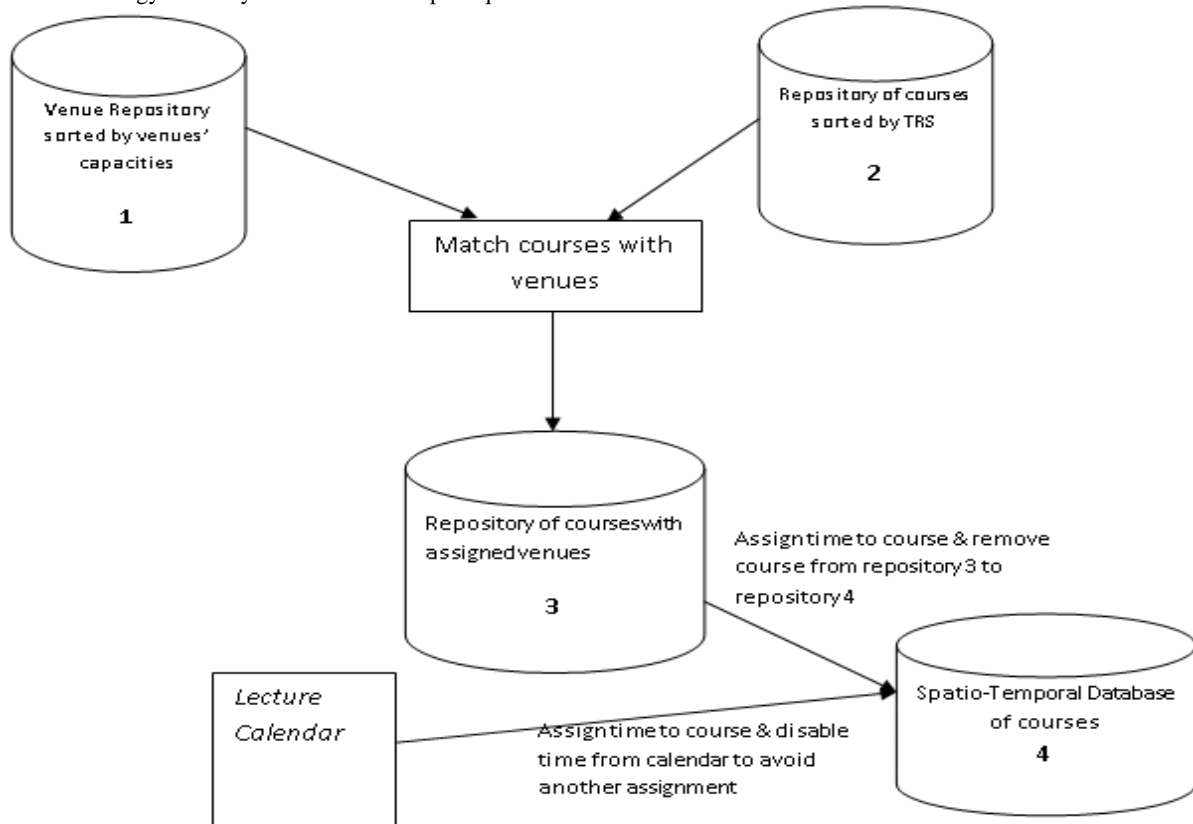 Venue Repository
sorted by venues'
capacities
1
Repository of courses
sorted by TRS
2
Match courses with
venues
Repository of courseswith
assignedvenues
3
Assign time to course & remove
course from repository 3 to
repository 4
Lecture
Calendar
Assign time to course & disable
time from calendar to avoid
another assignment
Spatio-Temporal Database
of courses
4